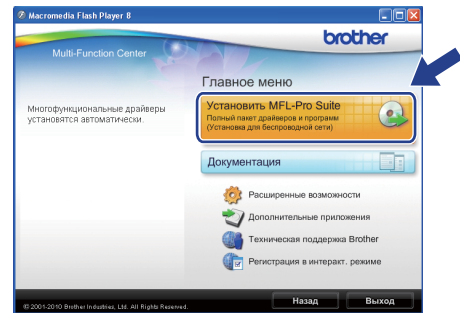 Macromedia Flash Player 8
brother
Multi-Function Center
Главное меню
Многофункциональные драйверы
установятся автоматически.
Установить MFL-Pro Suite
Полный пакет драйверов и программ
(Установка для беспроводной сети)
Документация
Расширенные возможности
Дополнительные приложения
Техническая поддержка Brother
Регистрация в интеракт. режиме
© 2001-2010 Brother Industries, Ltd. All Rights Reserved.
Назад
Выход